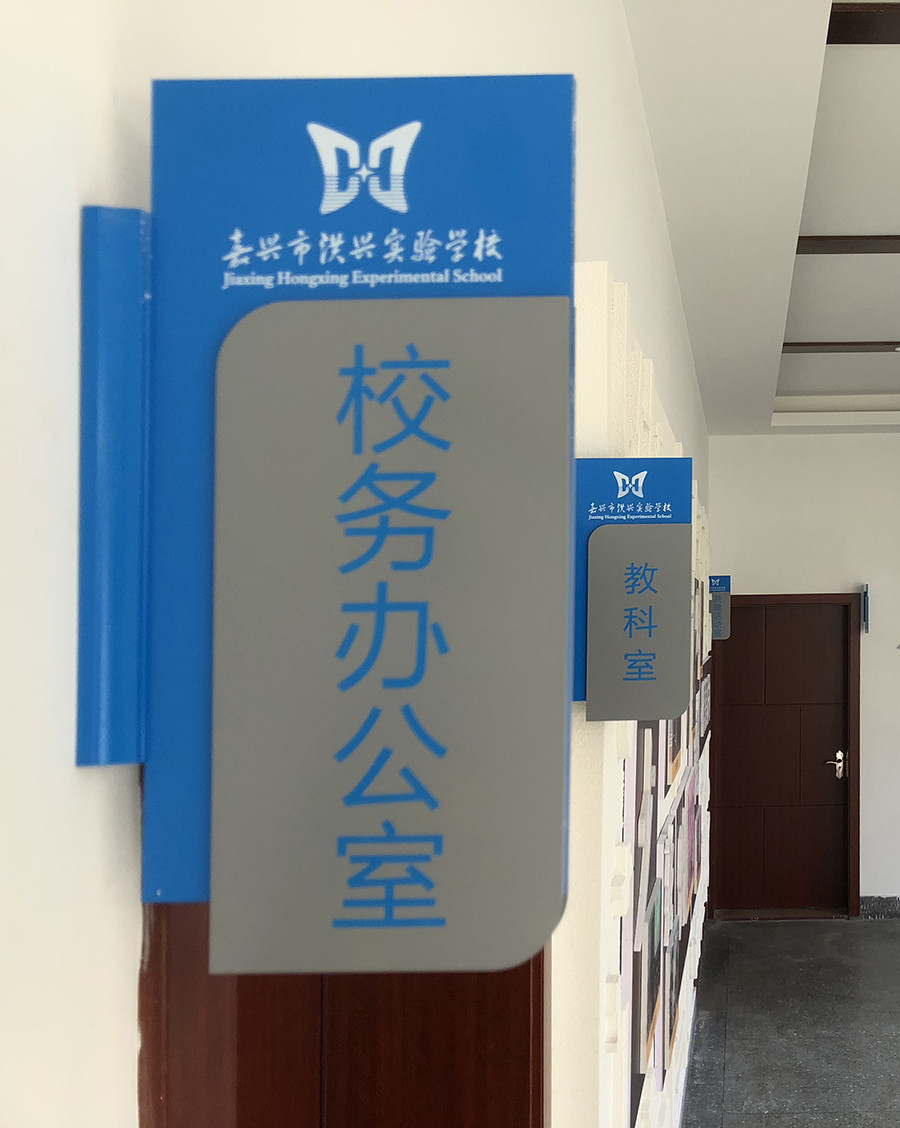 嘉兴市洪兴实验学校
Jiaxing Hongxing Experimental School
校务办公室
嘉兴市洪兴实验学校
Jiaxing Hongxing Experimental School
教科室